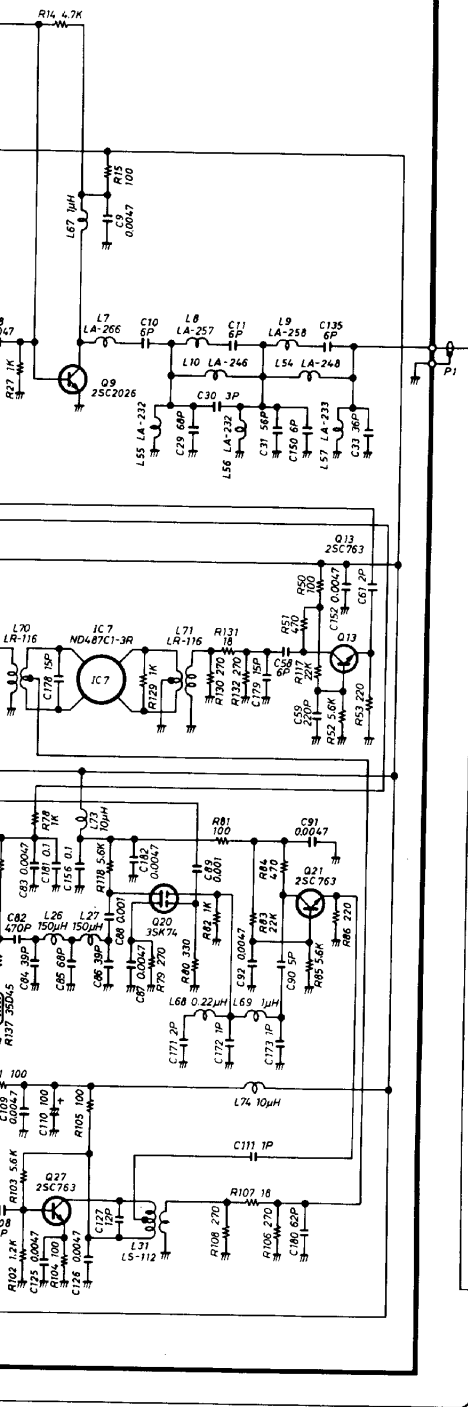 R14 4.7K
R15 100
L67 1μH
C9 0.0047
L7 LA-266
C10 6P
L8 LA-257
C11 6P
L9 LA-258
C135 6P
L10 LA-246
L54 LA-248
R27 1K
Q9 2SC2026
C30 3P
L55 LA-232
C29 68P
L56 LA-232
C31 56P
C150 6P
L57 LA-233
C33 36P
P1
Q13 2SC763
R50 100
C152 0.0047
C61 2P
R51 470
Q13
L70 LR-116
IC7 ND487C1-3R
L71 LR-116
R131 18
C178 15P
IC7
R129 1K
R130 270
R132 270
C179 15P
C58 6P
R117 22K
C59 220P
R52 5.6K
R53 220
R78 1K
L73 10μH
R81 100
C91 0.0047
C83 0.0047
C181 0.1
C156 0.1
R118 5.6K
C182 0.0047
C89 0.001
R84 470
Q21 2SC763
C82 470P
L26 150μH
L27 150μH
C88 0.001
Q20 3SK74
R82 1K
R83 22K
R86 220
C84 39P
C85 68P
C86 39P
C87 0.0047
R79 270
R80 330
C92 0.0047
C90 5P
R85 5.6K
R137 35D45
L68 0.22μH
L69 1μH
C171 2P
C172 1P
C173 1P
100
C109 0.0047
C110 100
+
R105 100
L74 10μH
C111 1P
R103 5.6K
Q27 2SC763
C127 12P
R107 18
L31 LS-112
R108 270
R106 270
C180 62P
R102 1.2K
C125 0.0047
R104 100
C126 0.0047